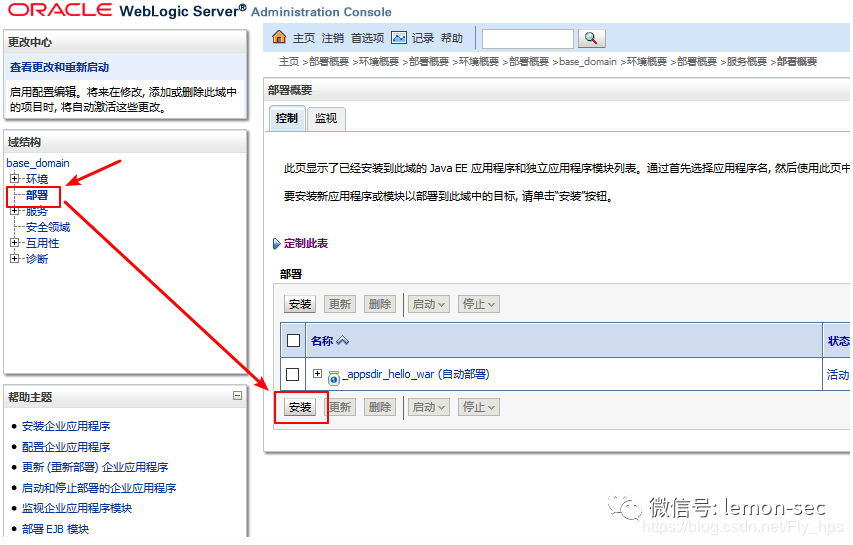 ORACLE WebLogic Server® Administration Console
更改中心
查看更改和重新启动
启用配置编辑。将来在修改, 添加或删除此域中
的项目时, 将自动激活这些更改。
域结构
base_domain
环境
部署
服务
安全领域
互用性
诊断
帮助主题
安装企业应用程序
配置企业应用程序
更新 (重新部署) 企业应用程序
启动和停止部署的企业应用程序
监视企业应用程序模块
部署 EJB 模块
主页 注销 首选项 记录 帮助
主页 >部署概要 >环境概要 >部署概要 >环境概要 >部署概要 >base_domain >环境概要 >部署概要 >服务概要 >部署概要
部署概要
控制 监视
此页显示了已经安装到此域的 Java EE 应用程序和独立应用程序模块列表。通过首先选择应用程序名, 然后使用此页中
要安装新应用程序或模块以部署到此域中的目标, 请单击“安装”按钮。
定制此表
部署
安装 更新 删除 启动 停止
名称 状态
_appsdir_hello_war (自动部署) 活动
安装 更新 删除 启动 停止
微信号: lemon-sec
https://blog.csdn.net/Fly_hps